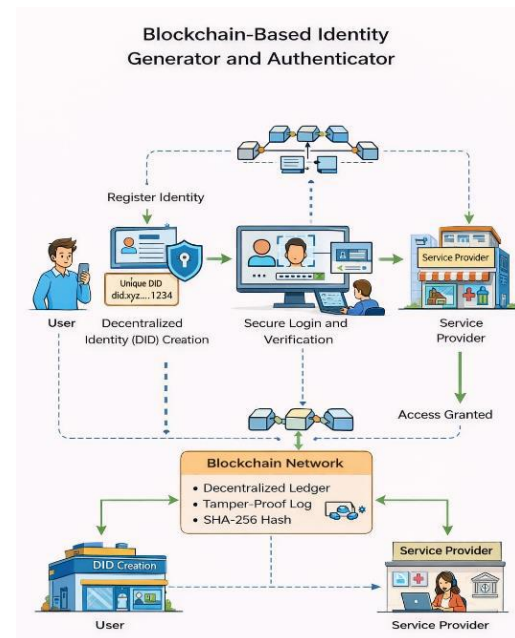 Blockchain-Based Identity
Generator and Authenticator
Register Identity
Unique DID
did:xyz....1234
Service Provider
User
Decentralized
Identity (DID) Creation
Secure Login and
Verification
Service
Provider
Access Granted
Blockchain Network
• Decentralized Ledger
• Tamper-Proof Log
• SHA-256 Hash
DID Creation
Service Provider
User
Service Provider